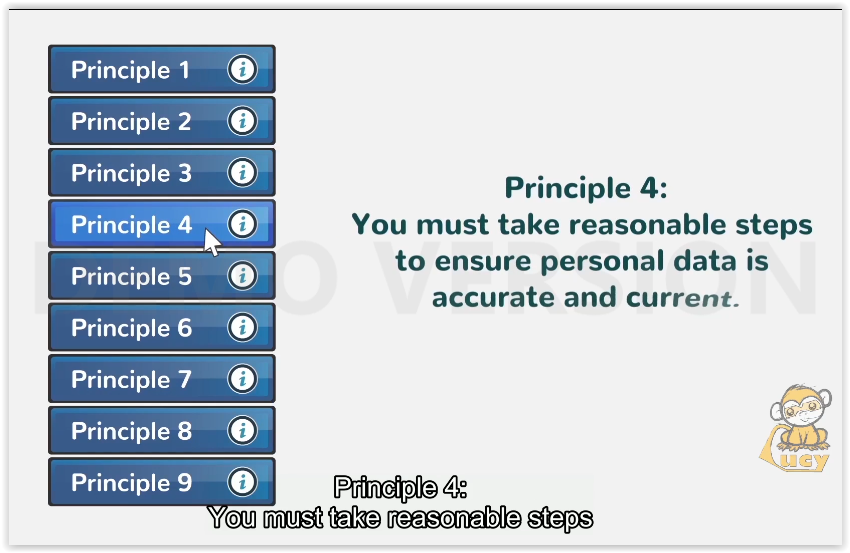 Principle 1
Principle 2
Principle 3
Principle 4
Principle 5
Principle 6
Principle 7
Principle 8
Principle 9
Principle 4:
You must take reasonable steps
to ensure personal data is
accurate and current.
DEMO VERSION
Lucy
Principle 4:
You must take reasonable steps